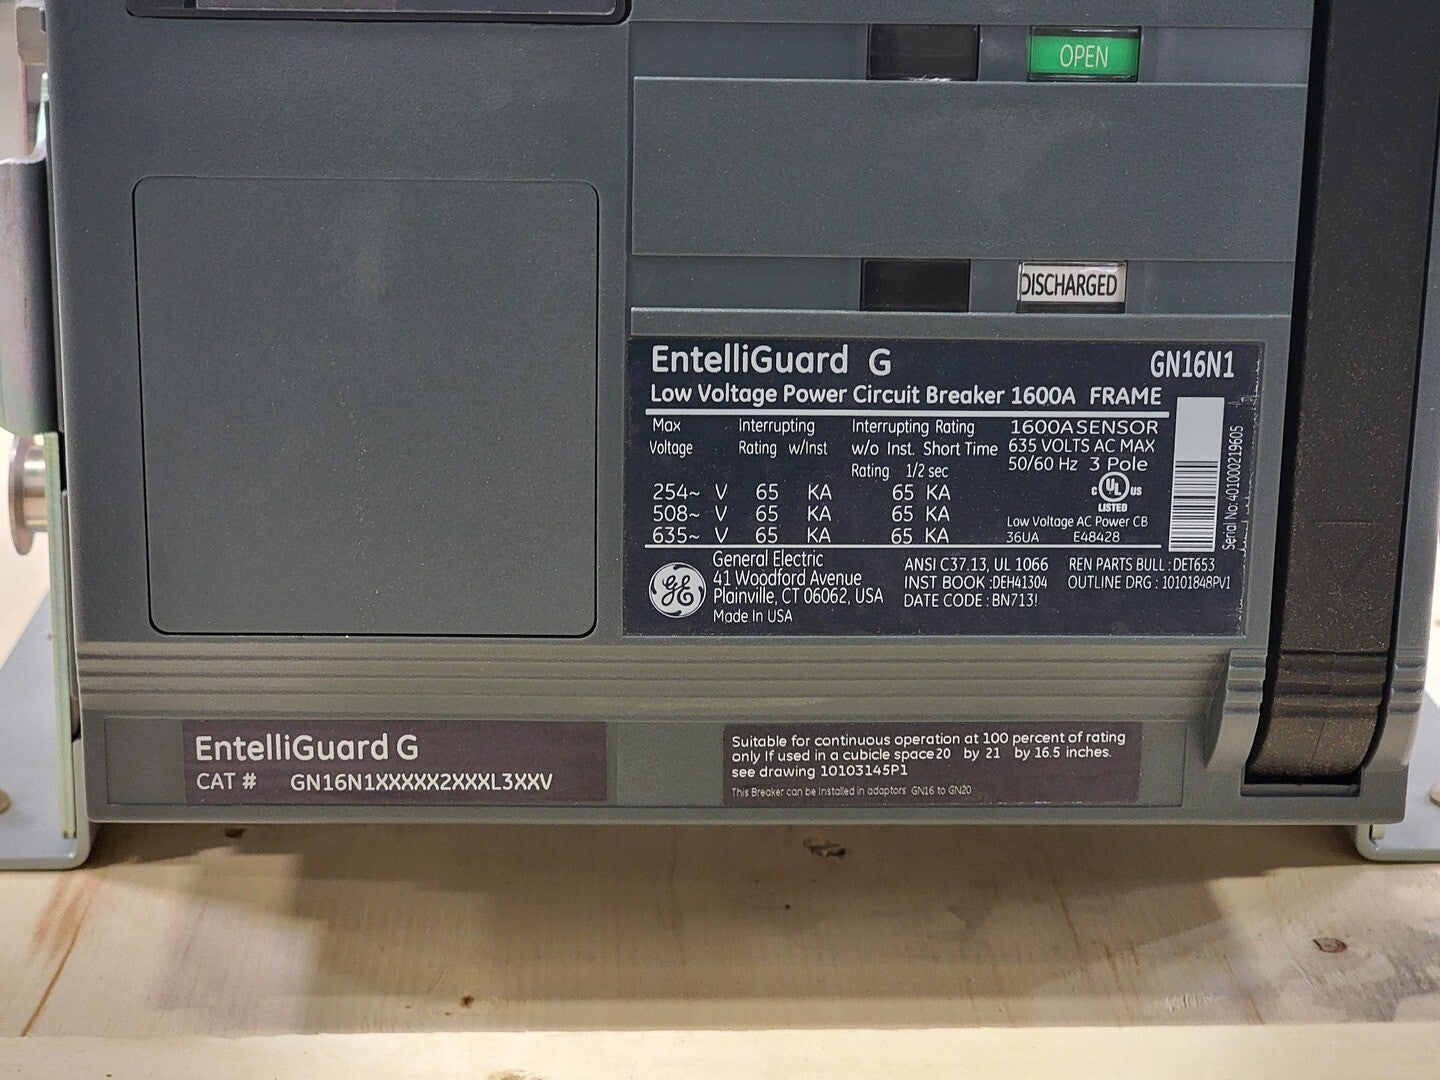 OPEN
DISCHARGED
EntelliGuard G GN16N1
Low Voltage Power Circuit Breaker 1600A FRAME
Max Interrupting Interrupting Rating 1600A SENSOR
Voltage Rating w/Inst w/o Inst. Short Time 635 VOLTS AC MAX
Rating 1/2 sec 50/60 Hz 3 Pole
254~ V 65 KA 65 KA
508~ V 65 KA 65 KA
635~ V 65 KA 65 KA
C UL US
LISTED
Low Voltage AC Power CB
36UA E48428
Serial No: 401000219605
GE
General Electric
41 Woodford Avenue
Plainville, CT 06062, USA
Made in USA
ANSI C37.13, UL 1066 REN PARTS BULL : DET653
INST BOOK :DEH41304 OUTLINE DRG : 10101848PV1
DATE CODE : BN713!
EntelliGuard G
CAT # GN16N1XXXXX2XXXL3XXV
Suitable for continuous operation at 100 percent of rating
only If used in a cubicle space20 by 21 by 16.5 inches.
see drawing 10103145P1
This Breaker can be Installed in adaptors GN16 to GN20